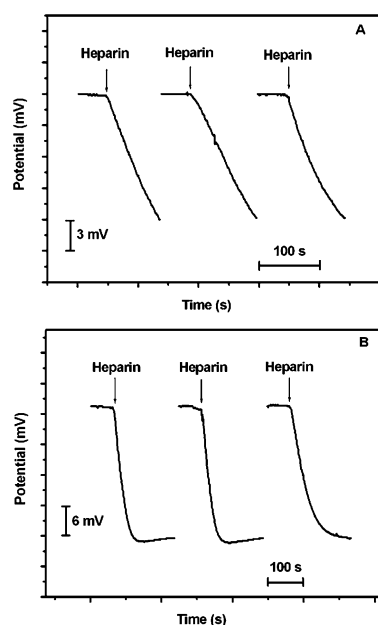 A
Heparin Heparin Heparin
Potential (mV)
3 mV
100 s
Time (s)
B
Heparin Heparin Heparin
Potential (mV)
6 mV
100 s
Time (s)